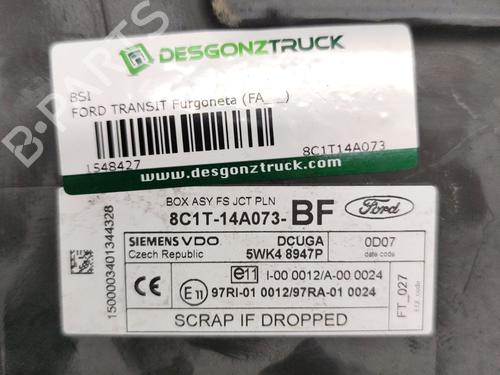 DESGONZTRUCK
BSI
FORD TRANSIT Furgoneta (FA_ _)
1548427
8C1T14A073
www.desgonztruck.com
BOX ASY FS JCT PLN
8C1T-14A073-BF
Ford
SIEMENS VDO
Czech Republic
DCUGA
5WK4 8947P
0D07
date code
CE
e11 I-00 0012/A-00 0024
E11 97RI-01 0012/97RA-01 0024
SCRAP IF DROPPED
1500003401344328
FT_027
B-PARTS